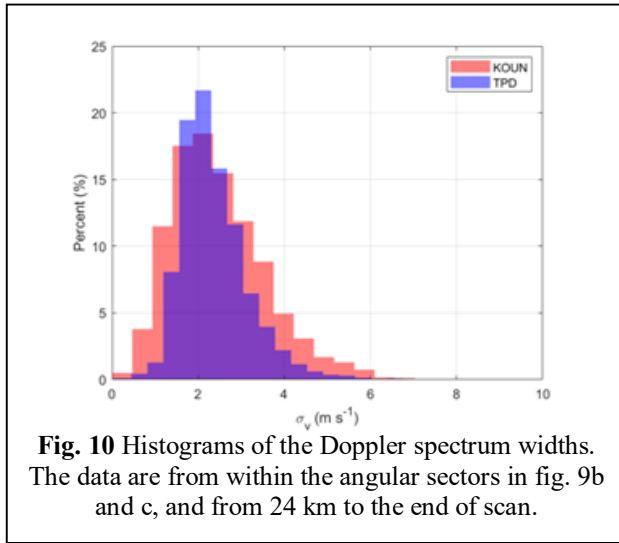 25
20
15
10
5
0
Percent (%)
KOUN
TPD
0 2 4 6 8 10
σv (m s-1)
Fig. 10 Histograms of the Doppler spectrum widths.
The data are from within the angular sectors in fig. 9b
and c, and from 24 km to the end of scan.